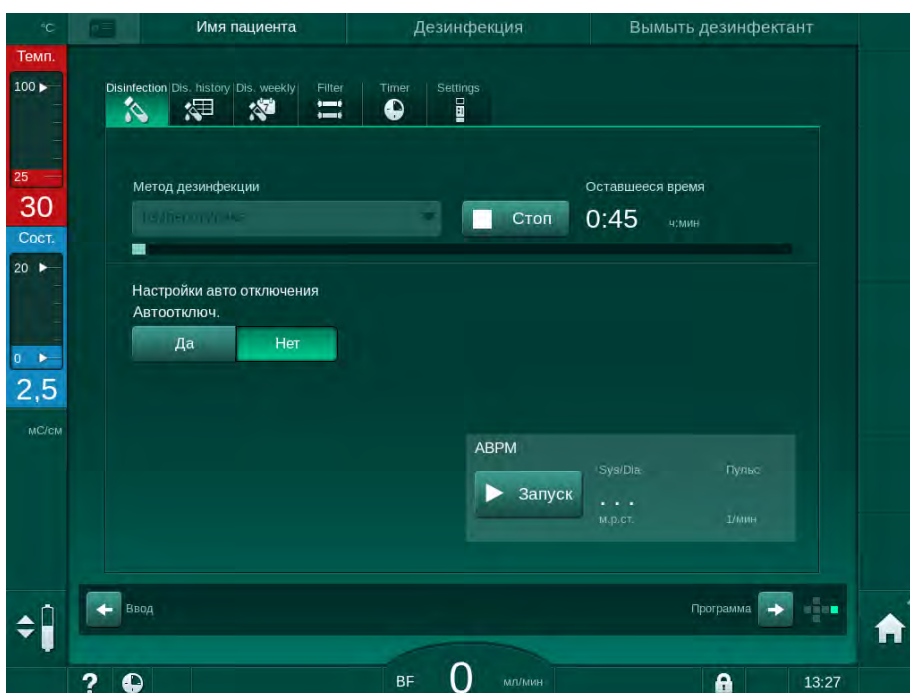 °C
Имя пациента
Дезинфекция
Вымыть дезинфектант
Темп.
100
25
30
Сост.
20
0
2,5
мС/см
Disinfection
Dis. history
Dis. weekly
7
Filter
Timer
Settings
Метод дезинфекции
Стоп
Оставшееся время
0:45 ч:мин
Настройки авто отключения
Автоотключ.
Да
Нет
ABPM
Запуск
Sys/Dia
Пульс
. . .
м.р.ст.
1/мин
Ввод
Программа
?
BF 0 мл/мин
13:27